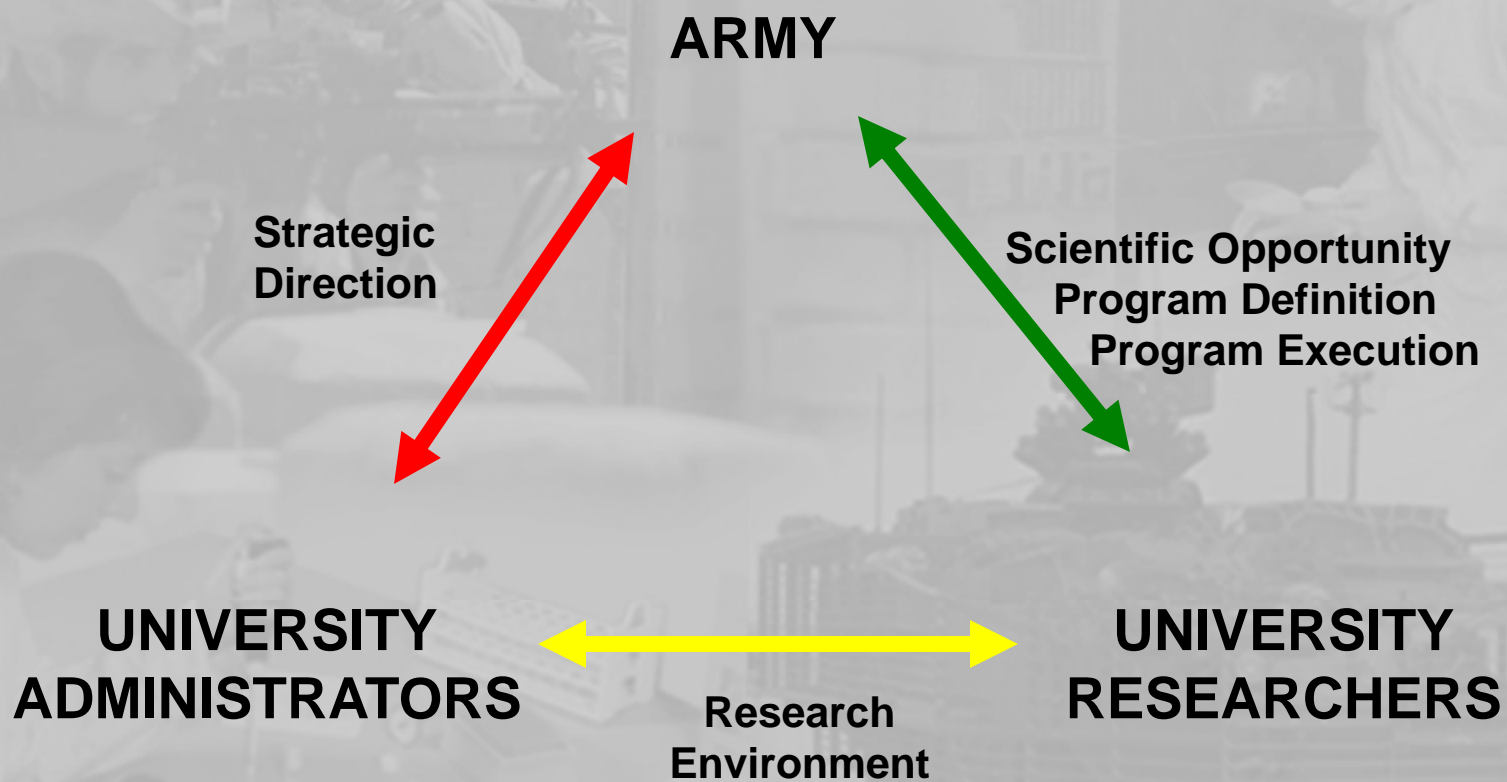 ARMY
Strategic
Direction
Scientific Opportunity
Program Definition
Program Execution
UNIVERSITY
ADMINISTRATORS
Research
Environment
UNIVERSITY
RESEARCHERS